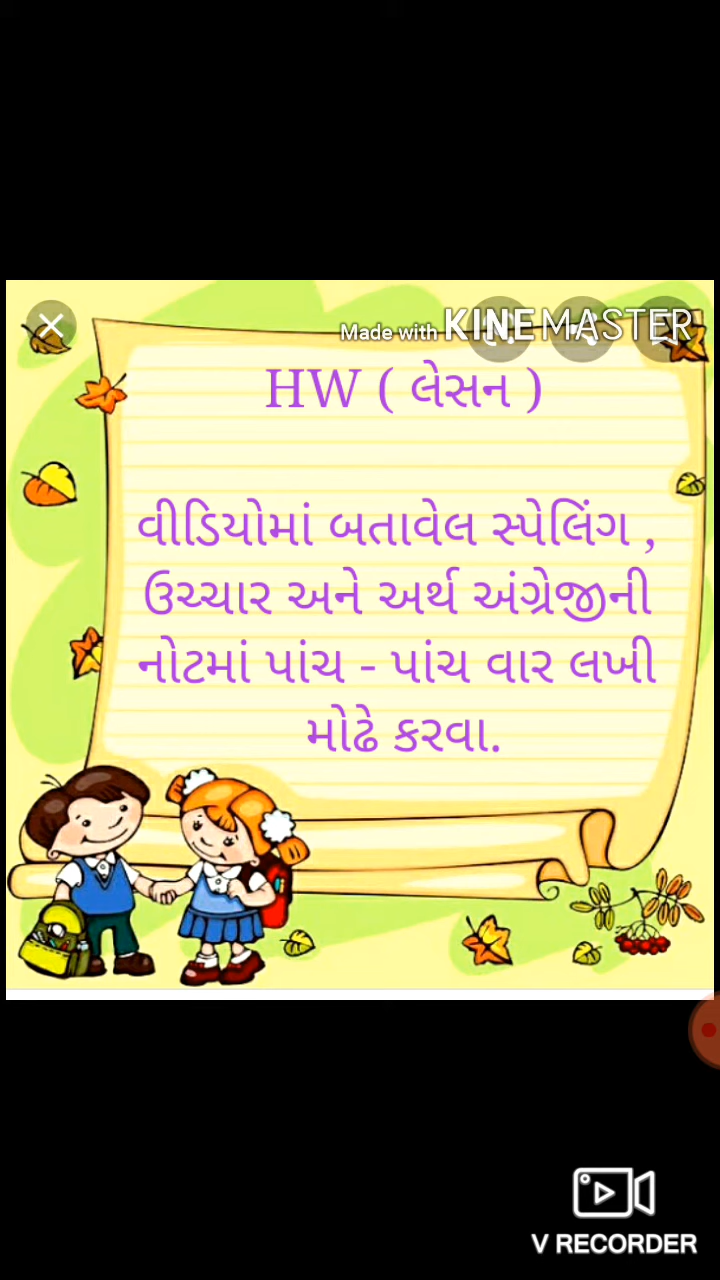 Made with KINEMASTER
HW ( લેસન )
વીડિયોમાં બતાવેલ સ્પેલિંગ ,
ઉચ્ચાર અને અર્થ અંગ્રેજીની
નોટમાં પાંચ - પાંચ વાર લખી
મોઢે કરવા.
V RECORDER